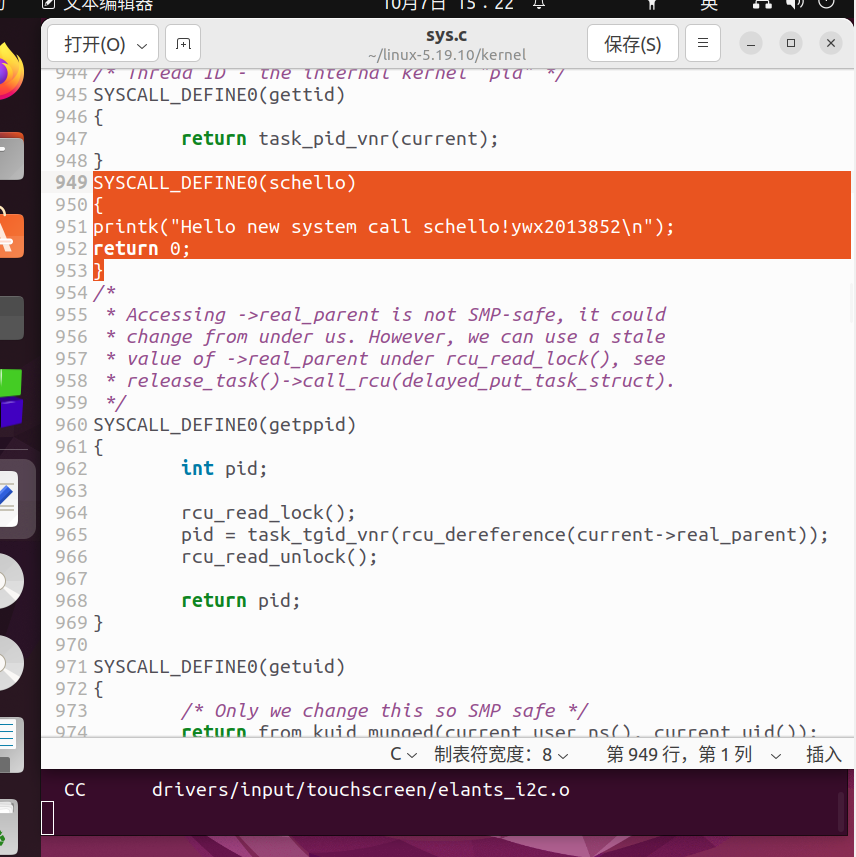 文本编辑器 10月7日 15：22 英
打开(O) sys.c 保存(S)
~/linux-5.19.10/kernel
944 /* Thread ID - the internal kernel "pid" */
945 SYSCALL_DEFINE0(gettid)
946 {
947 return task_pid_vnr(current);
948 }
949 SYSCALL_DEFINE0(schello)
950 {
951 printk("Hello new system call schello!ywx2013852\n");
952 return 0;
953 }
954 /*
955 * Accessing ->real_parent is not SMP-safe, it could
956 * change from under us. However, we can use a stale
957 * value of ->real_parent under rcu_read_lock(), see
958 * release_task()->call_rcu(delayed_put_task_struct).
959 */
960 SYSCALL_DEFINE0(getppid)
961 {
962 int pid;
963
964 rcu_read_lock();
965 pid = task_tgid_vnr(rcu_dereference(current->real_parent));
966 rcu_read_unlock();
967
968 return pid;
969 }
970
971 SYSCALL_DEFINE0(getuid)
972 {
973 /* Only we change this so SMP safe */
974 return from_kuid_munged(current_user_ns(), current_uid());
C 制表符宽度：8 第 949 行，第 1 列 插入
CC drivers/input/touchscreen/elants_i2c.o